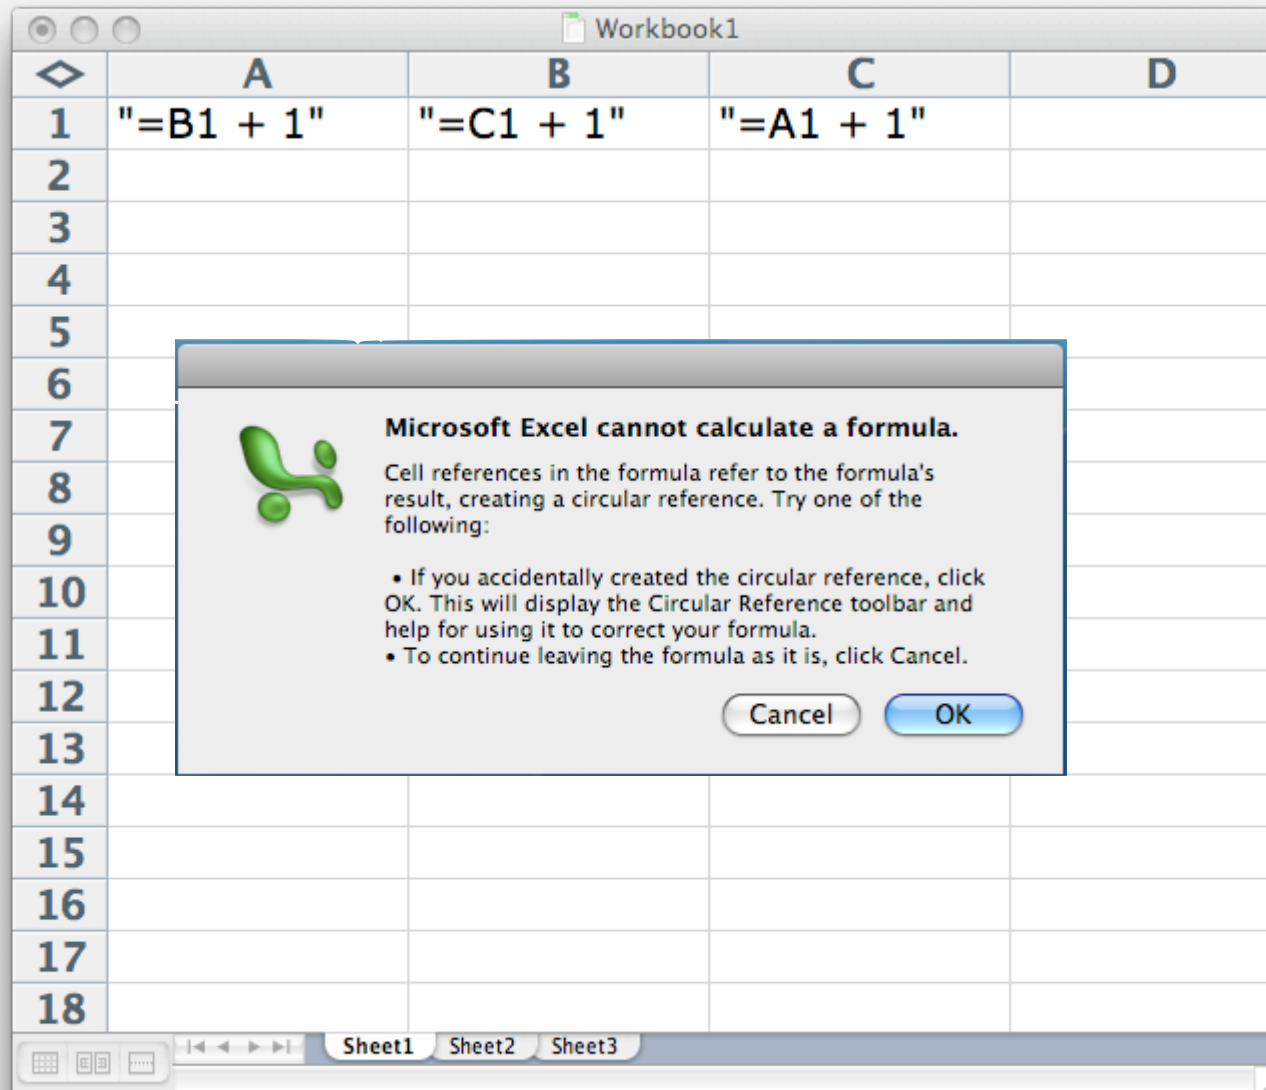 Workbook1
A B C D
1 "=B1 + 1" "=C1 + 1" "=A1 + 1"
2
3
4
5
6
7
8
9
10
11
12
13
14
15
16
17
18
Microsoft Excel cannot calculate a formula.
Cell references in the formula refer to the formula's
result, creating a circular reference. Try one of the
following:
• If you accidentally created the circular reference, click
OK. This will display the Circular Reference toolbar and
help for using it to correct your formula.
• To continue leaving the formula as it is, click Cancel.
Cancel OK
Sheet1 Sheet2 Sheet3